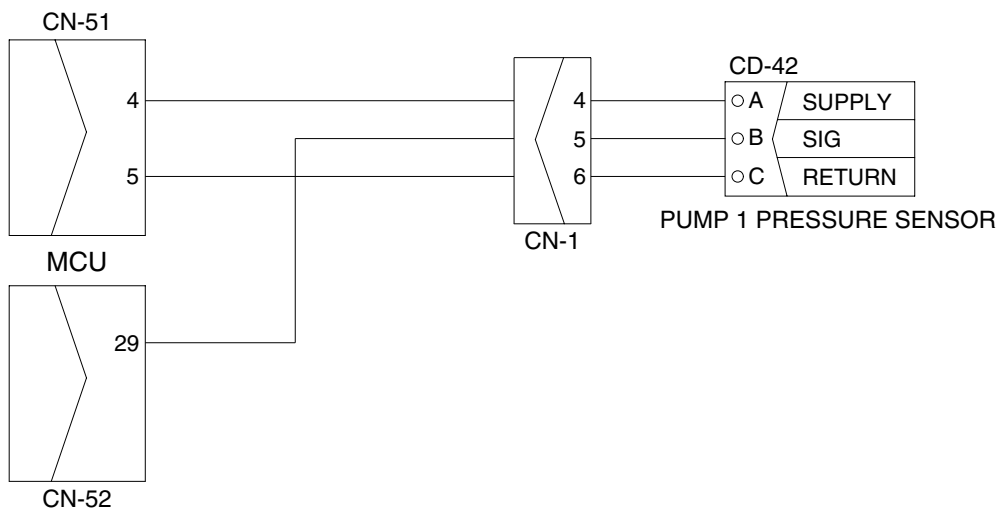 CN-51
CD-42
4
4
A
SUPPLY
5
B
SIG
5
6
C
RETURN
PUMP 1 PRESSURE SENSOR
CN-1
MCU
29
CN-52